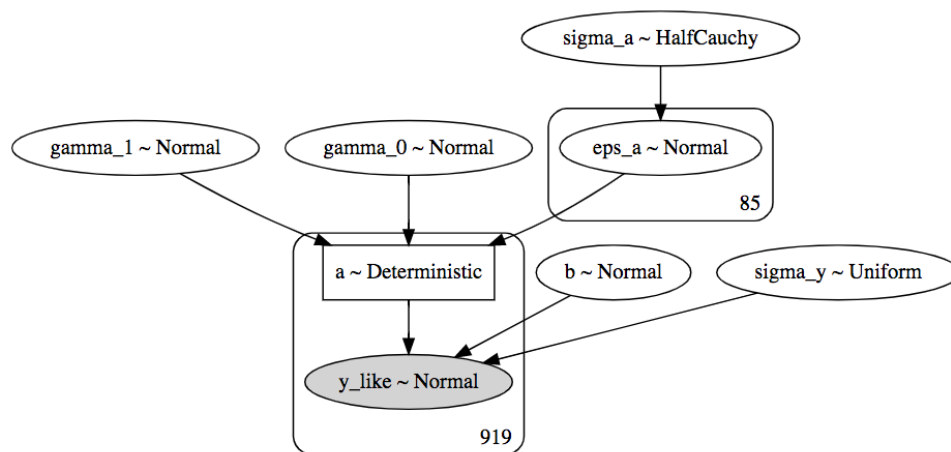 sigma_a ~ HalfCauchy
gamma_1 ~ Normal
gamma_0 ~ Normal
eps_a ~ Normal
85
a ~ Deterministic
b ~ Normal
sigma_y ~ Uniform
y_like ~ Normal
919